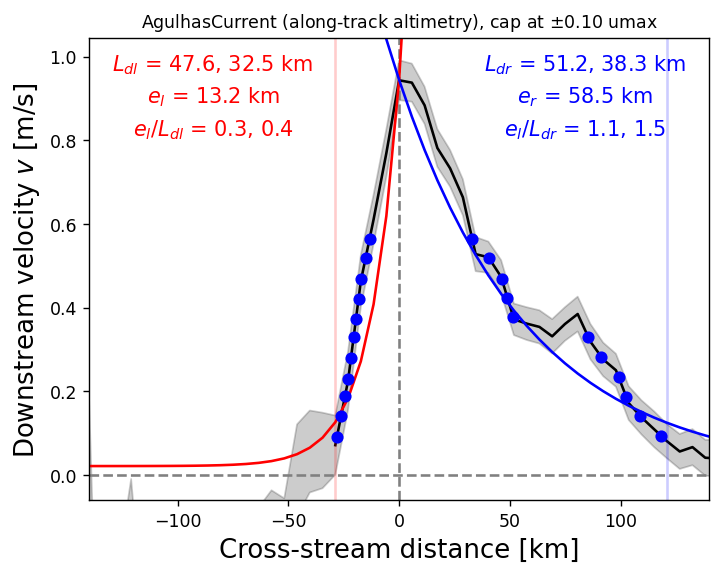 AgulhasCurrent (along-track altimetry), cap at ±0.10 umax
L_dl = 47.6, 32.5 km
e_l = 13.2 km
e_l/L_dl = 0.3, 0.4
L_dr = 51.2, 38.3 km
e_r = 58.5 km
e_l/L_dr = 1.1, 1.5
Downstream velocity v [m/s]
1.0
0.8
0.6
0.4
0.2
0.0
−100
−50
0
50
100
Cross-stream distance [km]